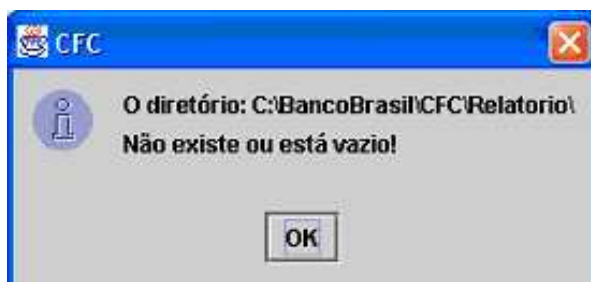 CFC
O diretório: C:\BancoBrasil\CFC\Relatorio\
Não existe ou está vazio!
OK